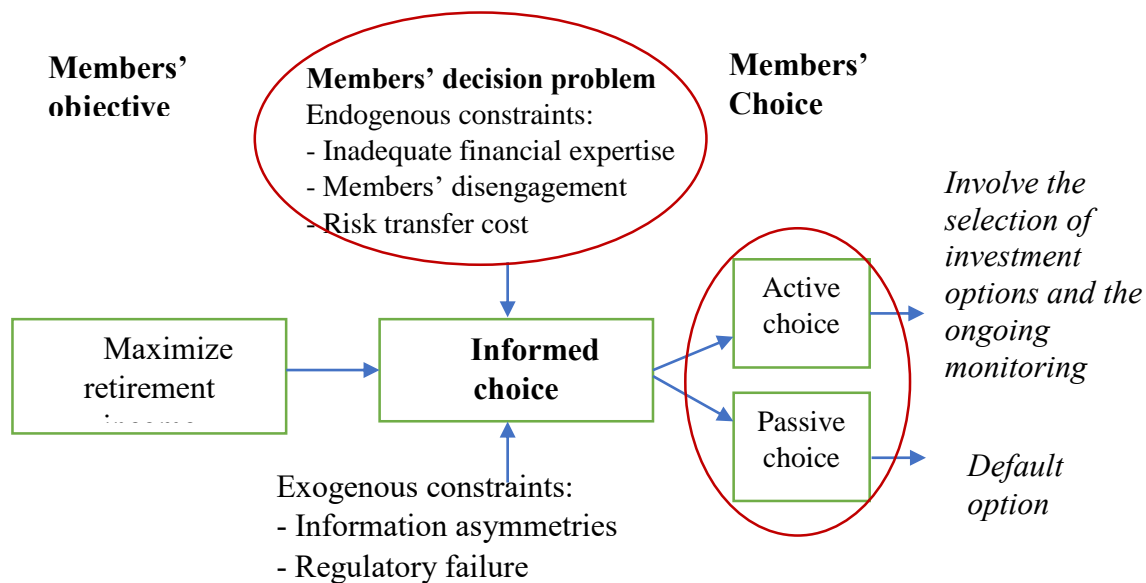 Members’
objective
Members’ decision problem
Endogenous constraints:
- Inadequate financial expertise
- Members’ disengagement
- Risk transfer cost
Members’
Choice
Maximize
retirement
Informed
choice
Exogenous constraints:
- Information asymmetries
- Regulatory failure
Active
choice
Passive
choice
Involve the
selection of
investment
options and the
ongoing
monitoring
Default
option